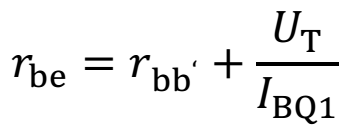 r_be = r_bb‘ + U_T / I_BQ1